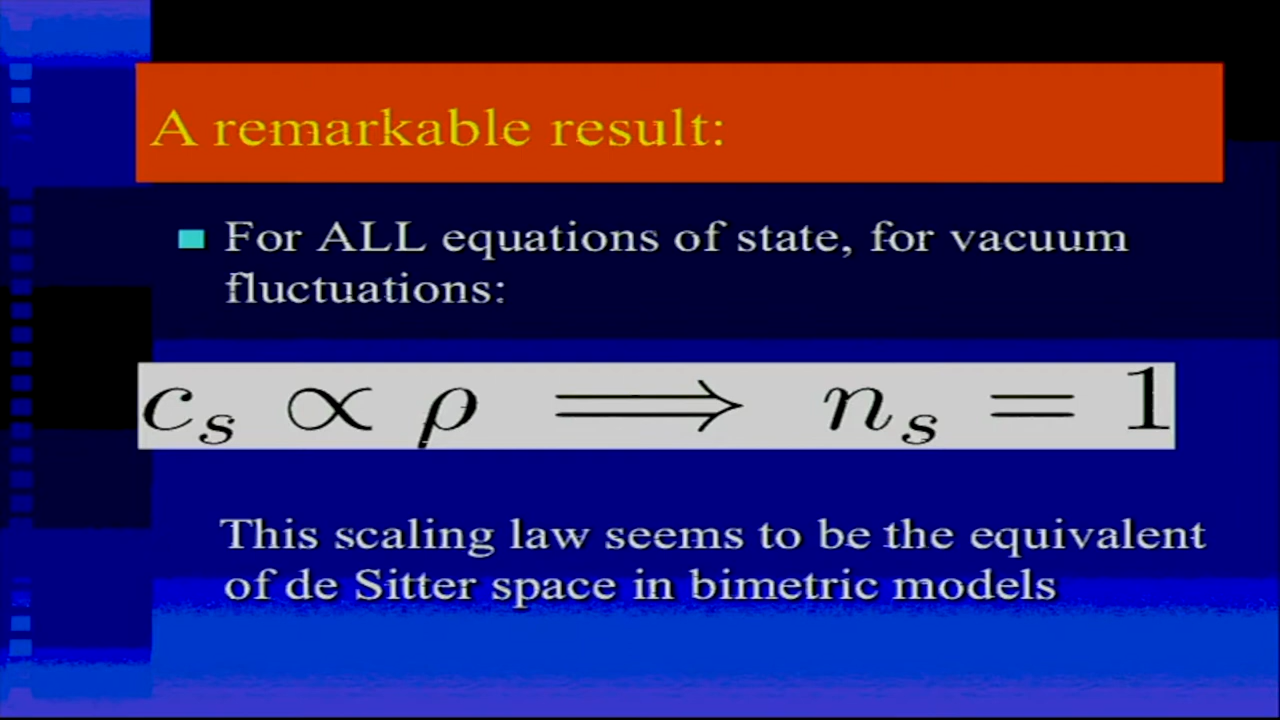 A remarkable result:
For ALL equations of state, for vacuum
fluctuations:
c_s ∝ ρ ⟹ n_s = 1
This scaling law seems to be the equivalent
of de Sitter space in bimetric models